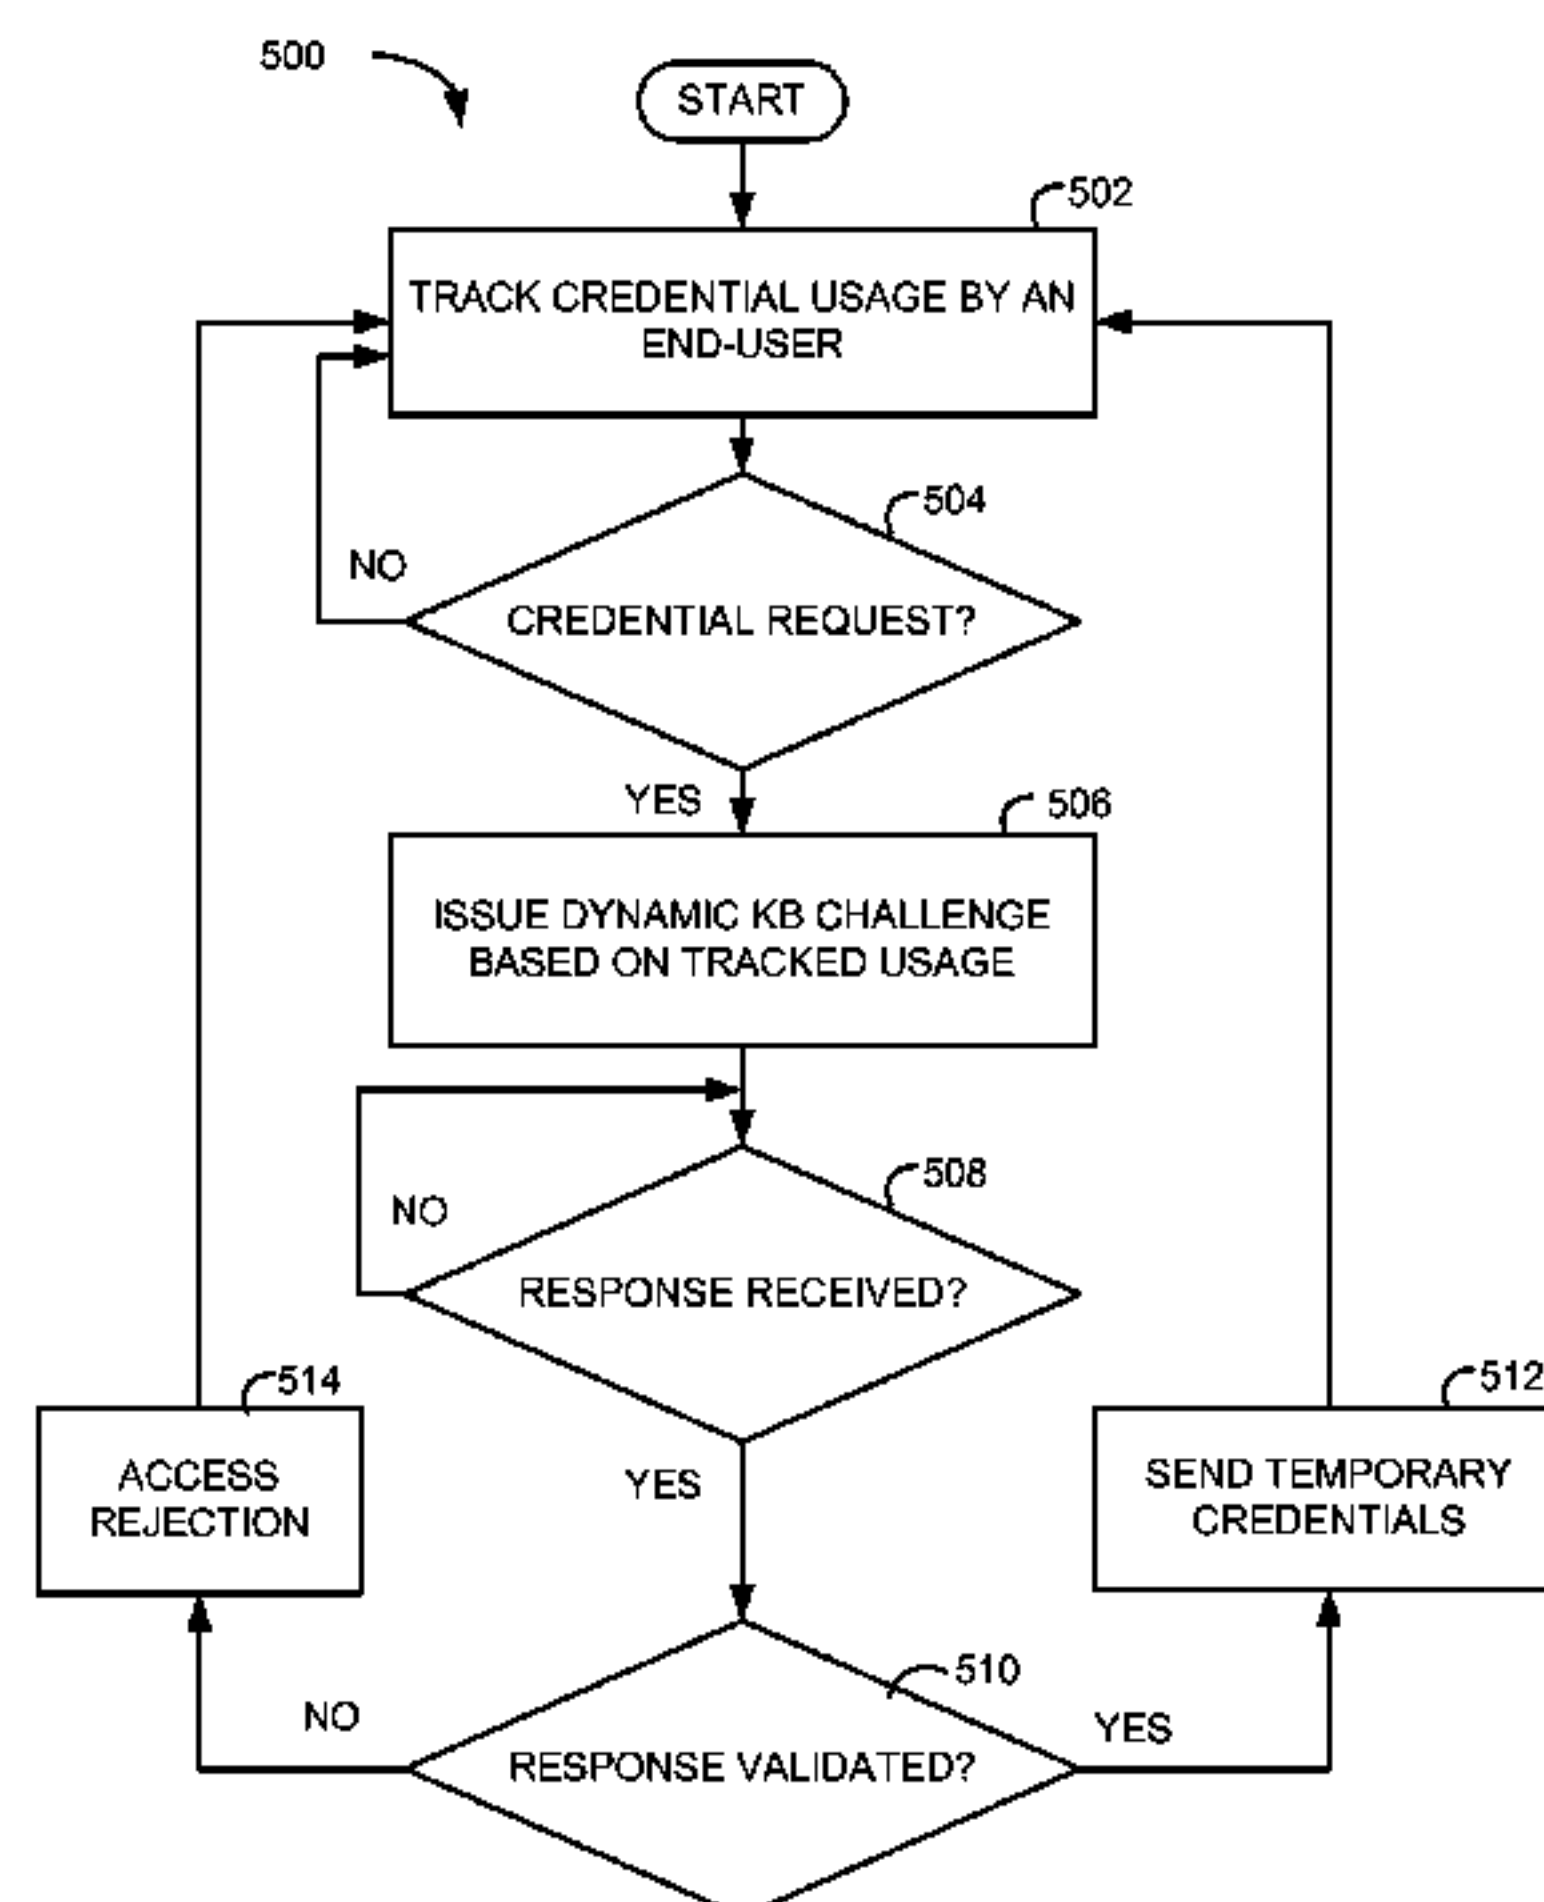 500
START
502
TRACK CREDENTIAL USAGE BY AN
END-USER
504
NO
CREDENTIAL REQUEST?
YES
506
ISSUE DYNAMIC KB CHALLENGE
BASED ON TRACKED USAGE
508
NO
RESPONSE RECEIVED?
514
512
ACCESS
REJECTION
YES
SEND TEMPORARY
CREDENTIALS
510
NO
YES
RESPONSE VALIDATED?